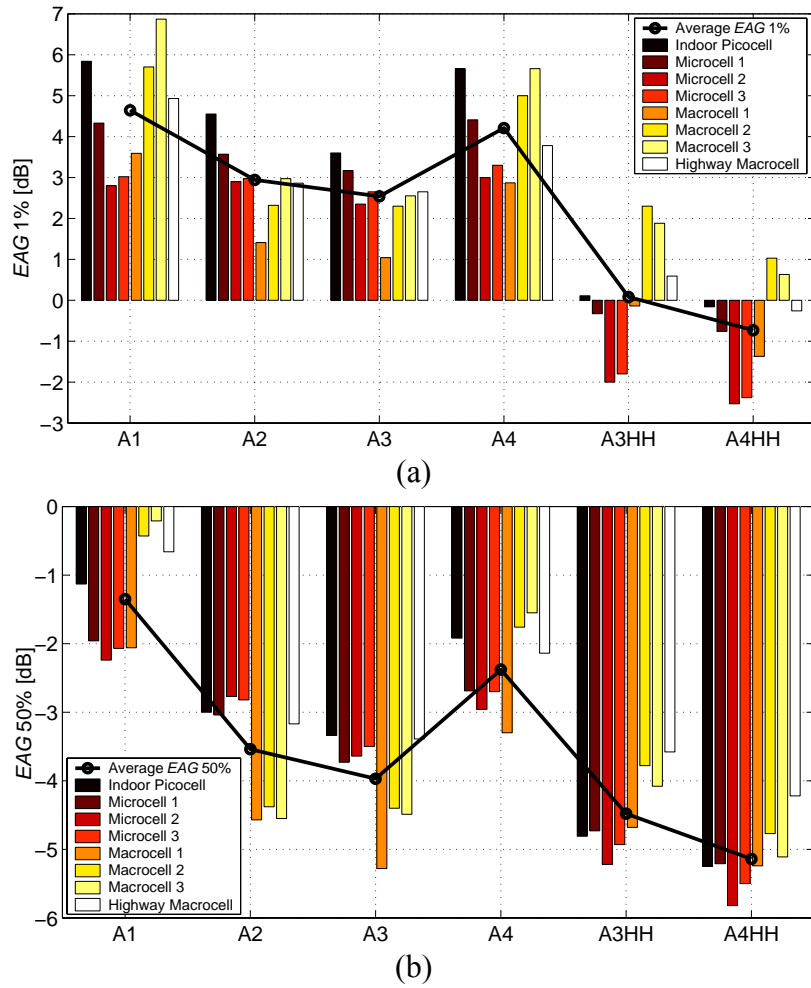 7
6
5
4
3
2
1
0
−1
−2
−3
EAG 1% [dB]
Average EAG 1%
Indoor Picocell
Microcell 1
Microcell 2
Microcell 3
Macrocell 1
Macrocell 2
Macrocell 3
Highway Macrocell
A1 A2 A3 A4 A3HH A4HH
(a)
0
−1
−2
−3
−4
−5
−6
EAG 50% [dB]
Average EAG 50%
Indoor Picocell
Microcell 1
Microcell 2
Microcell 3
Macrocell 1
Macrocell 2
Macrocell 3
Highway Macrocell
A1 A2 A3 A4 A3HH A4HH
(b)